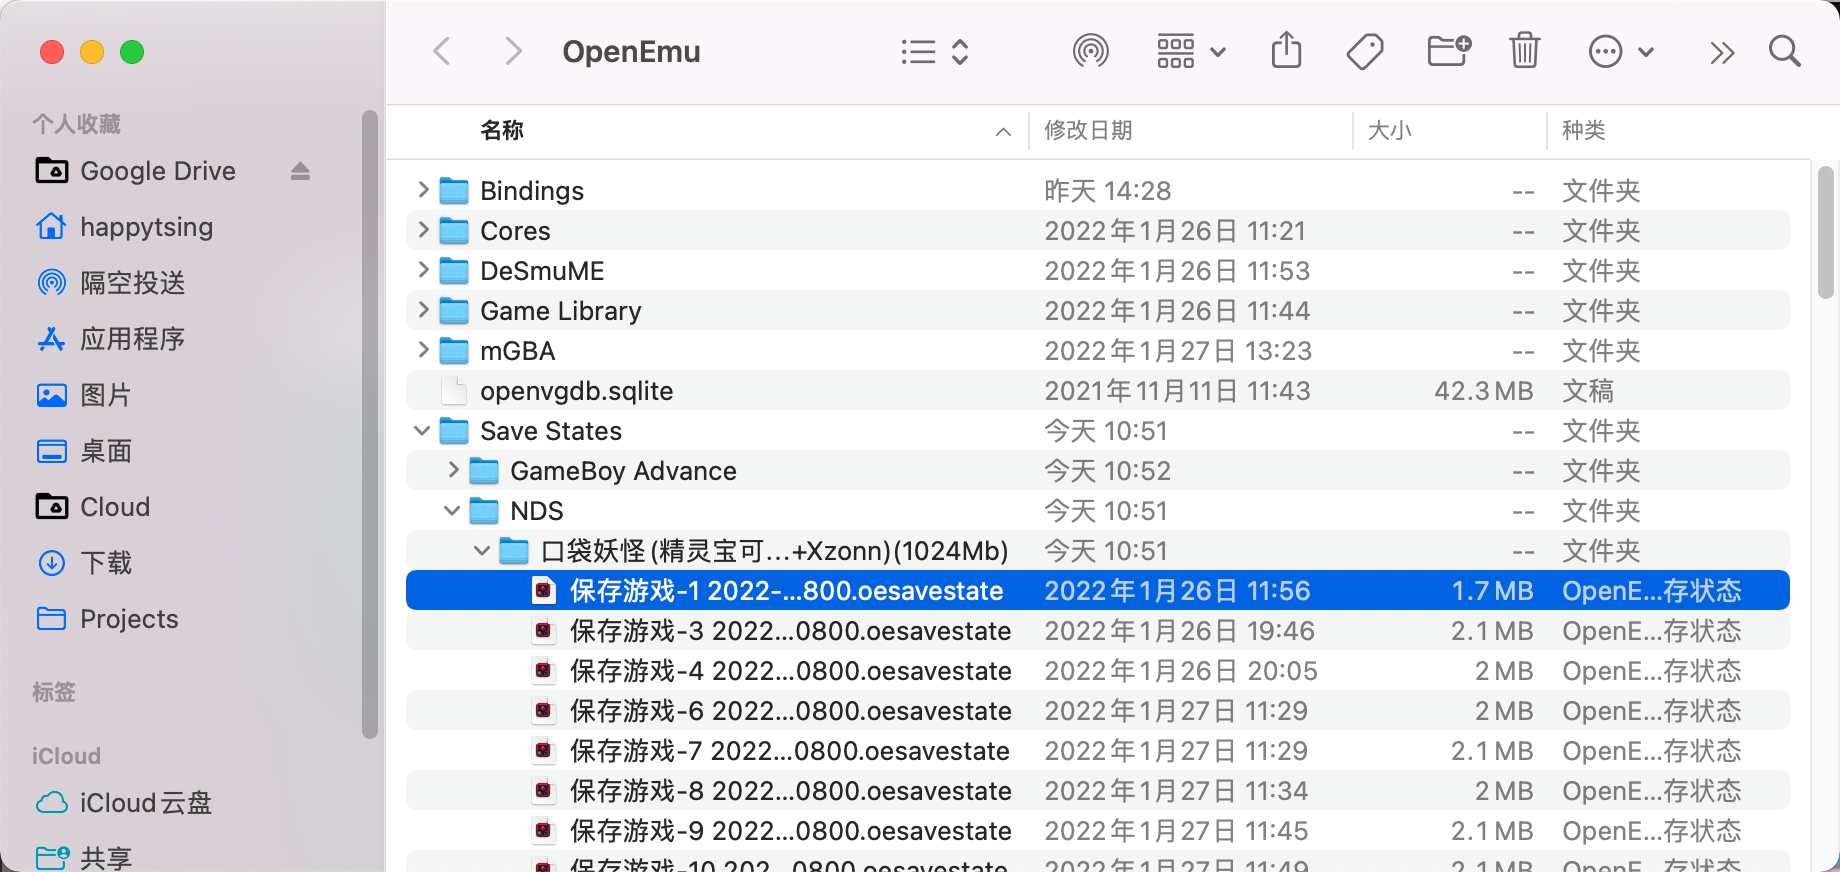 OpenEmu
个人收藏
Google Drive
happytsing
隔空投送
应用程序
图片
桌面
Cloud
下载
Projects
标签
iCloud
iCloud云盘
共享
名称 修改日期 大小 种类
Bindings 昨天 14:28 -- 文件夹
Cores 2022年1月26日 11:21 -- 文件夹
DeSmuME 2022年1月26日 11:53 -- 文件夹
Game Library 2022年1月26日 11:44 -- 文件夹
mGBA 2022年1月27日 13:23 -- 文件夹
openvgdb.sqlite 2021年11月11日 11:43 42.3 MB 文稿
Save States 今天 10:51 -- 文件夹
GameBoy Advance 今天 10:52 -- 文件夹
NDS 今天 10:51 -- 文件夹
口袋妖怪(精灵宝可...+Xzonn)(1024Mb) 今天 10:51 -- 文件夹
保存游戏-1 2022-...800.oesavestate 2022年1月26日 11:56 1.7 MB OpenE...存状态
保存游戏-3 2022...0800.oesavestate 2022年1月26日 19:46 2.1 MB OpenE...存状态
保存游戏-4 2022...0800.oesavestate 2022年1月26日 20:05 2 MB OpenE...存状态
保存游戏-6 2022...0800.oesavestate 2022年1月27日 11:29 2 MB OpenE...存状态
保存游戏-7 2022...0800.oesavestate 2022年1月27日 11:29 2.1 MB OpenE...存状态
保存游戏-8 2022...0800.oesavestate 2022年1月27日 11:34 2 MB OpenE...存状态
保存游戏-9 2022...0800.oesavestate 2022年1月27日 11:45 2.1 MB OpenE...存状态
保存游戏-10 202...0800.oesavestate 2022年1月27日 11:49 2.1 MB OpenE...存状态